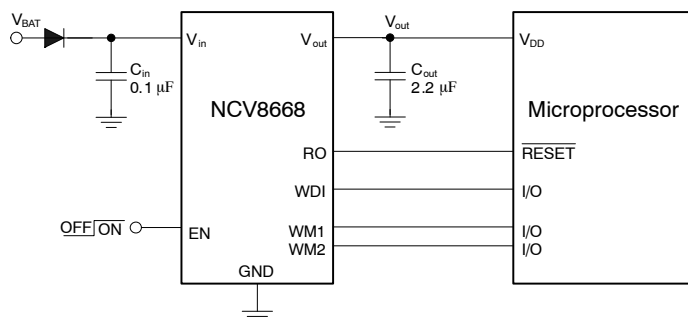 VBAT
Vin
Vout
Vout
VDD
Cin
0.1 μF
Cout
2.2 μF
NCV8668
Microprocessor
RO
RESET
WDI
I/O
OFF ON
EN
WM1
I/O
WM2
I/O
GND